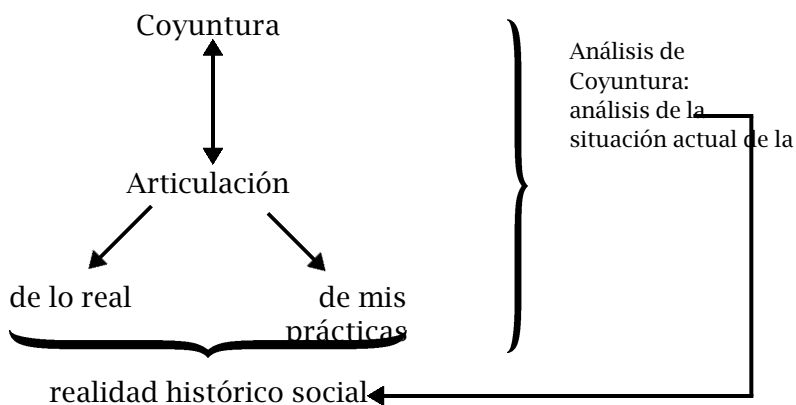 Coyuntura
Articulación
de lo real
de mis
prácticas
realidad histórico social
Análisis de
Coyuntura:
análisis de la
situación actual de la